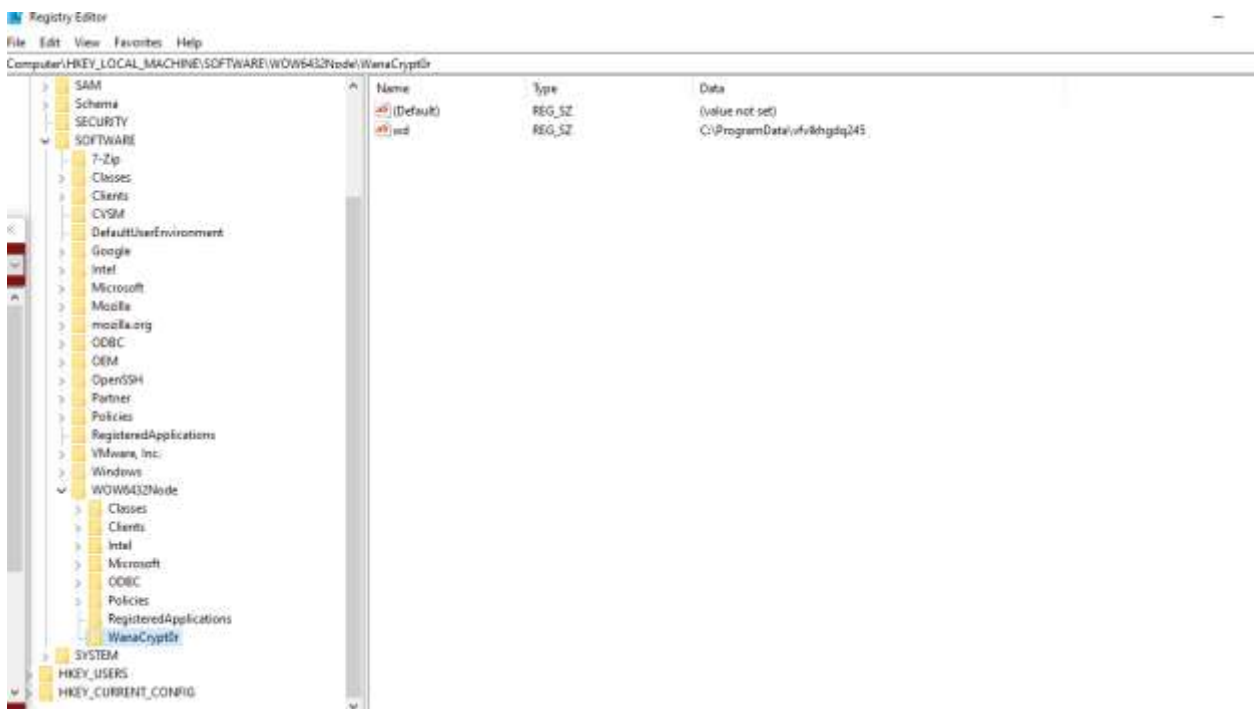 Registry Editor
File Edit View Favorites Help
Computer\HKEY_LOCAL_MACHINE\SOFTWARE\WOW6432Node\WanaCrypt0r
SAM
Schema
SECURITY
SOFTWARE
7-Zip
Classes
Clients
CVSM
DefaultUserEnvironment
Google
Intel
Microsoft
Mozilla
mozilla.org
ODBC
OEM
OpenSSH
Partner
Policies
RegisteredApplications
VMware, Inc.
Windows
WOW6432Node
Classes
Clients
Intel
Microsoft
ODBC
Policies
RegisteredApplications
WanaCrypt0r
SYSTEM
HKEY_USERS
HKEY_CURRENT_CONFIG
Name Type Data
(Default) REG_SZ (value not set)
wd REG_SZ